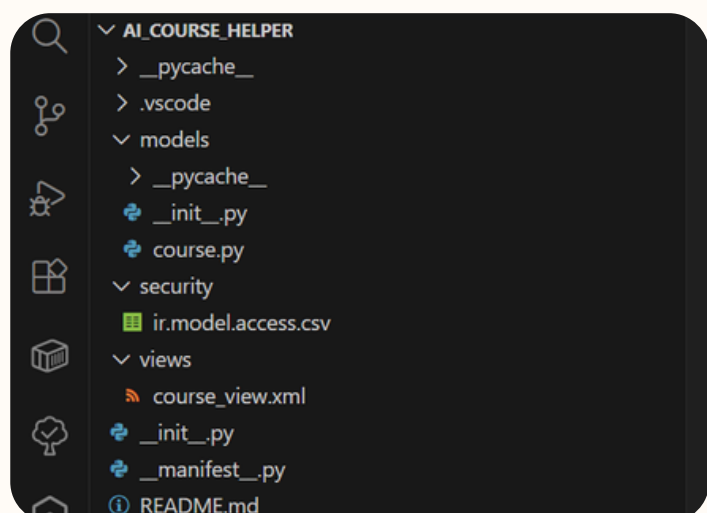 AI_COURSE_HELPER
__pycache__
.vscode
models
__pycache__
__init__.py
course.py
security
ir.model.access.csv
views
course_view.xml
__init__.py
__manifest__.py
README.md